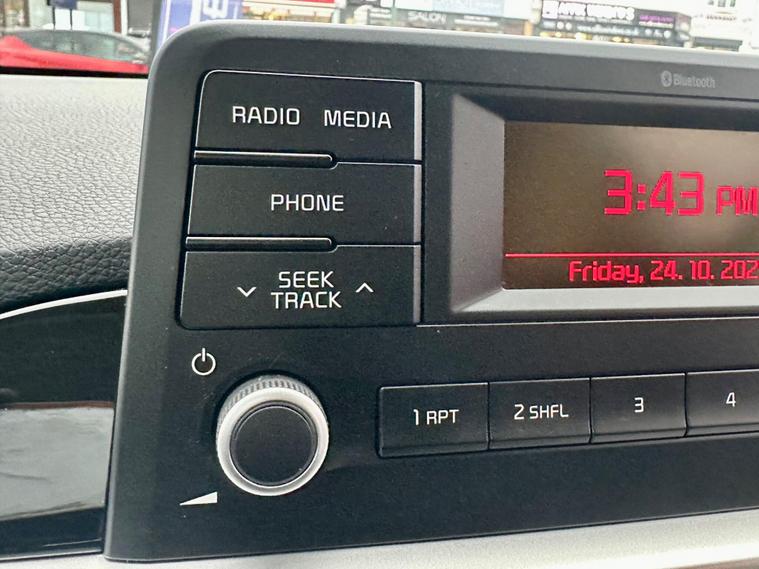 SALON
Bluetooth
RADIO MEDIA
PHONE
SEEK
TRACK
3:43 PM
Friday, 24. 10. 202
1 RPT
2 SHFL
3
4